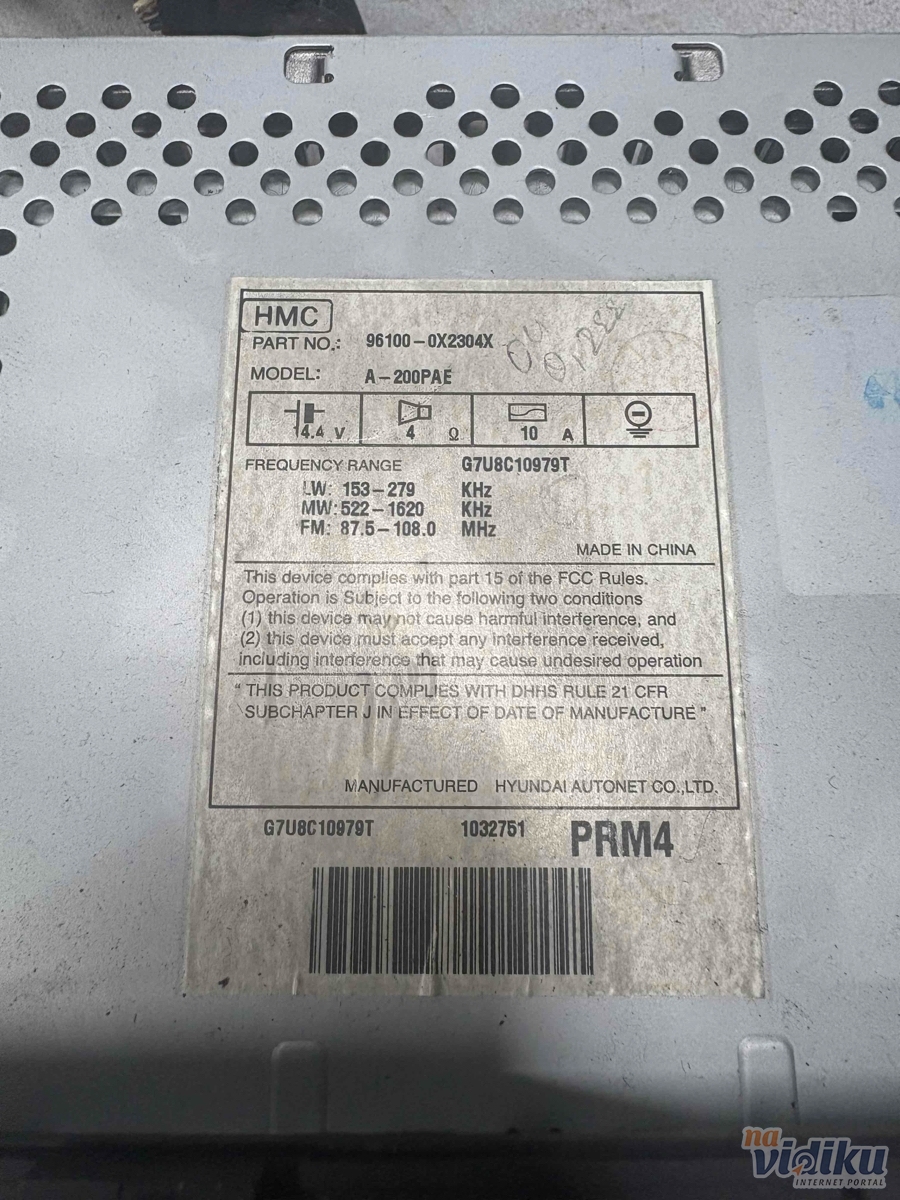 HMC
PART NO.: 96100-0X2304X
MODEL: A-200PAE
14.4 V 4 Ω 10 A
FREQUENCY RANGE G7U8C10979T
LW: 153-279 KHz
MW: 522-1620 KHz
FM: 87.5-108.0 MHz
MADE IN CHINA
This device complies with part 15 of the FCC Rules.
Operation is Subject to the following two conditions
(1) this device may not cause harmful interference, and
(2) this device must accept any interference received,
including interference that may cause undesired operation
" THIS PRODUCT COMPLIES WITH DHHS RULE 21 CFR
SUBCHAPTER J IN EFFECT OF DATE OF MANUFACTURE "
MANUFACTURED HYUNDAI AUTONET CO.,LTD.
G7U8C10979T 1032751 PRM4
na
vidiku
INTERNET PORTAL